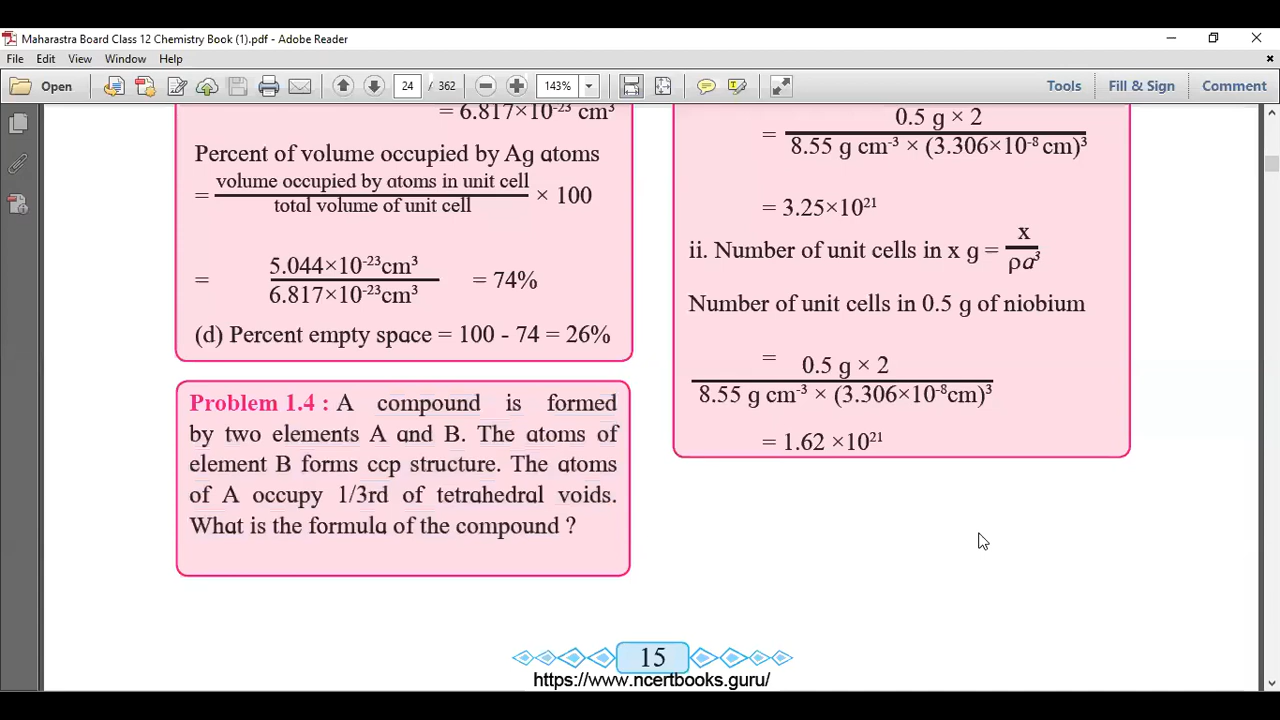 Maharastra Board Class 12 Chemistry Book (1).pdf - Adobe Reader
File Edit View Window Help
Open 24 / 362 143% Tools Fill & Sign Comment
= 6.817×10⁻²³ cm³
Percent of volume occupied by Ag atoms
volume occupied by atoms in unit cell
= × 100
total volume of unit cell
5.044×10⁻²³cm³
= = 74%
6.817×10⁻²³cm³
(d) Percent empty space = 100 - 74 = 26%
Problem 1.4 : A compound is formed
by two elements A and B. The atoms of
element B forms ccp structure. The atoms
of A occupy 1/3rd of tetrahedral voids.
What is the formula of the compound ?
0.5 g × 2
=
8.55 g cm⁻³ × (3.306×10⁻⁸ cm)³
= 3.25×10²¹
x
ii. Number of unit cells in x g =
ρa³
Number of unit cells in 0.5 g of niobium
= 0.5 g × 2
8.55 g cm⁻³ × (3.306×10⁻⁸cm)³
= 1.62 ×10²¹
15
https://www.ncertbooks.guru/